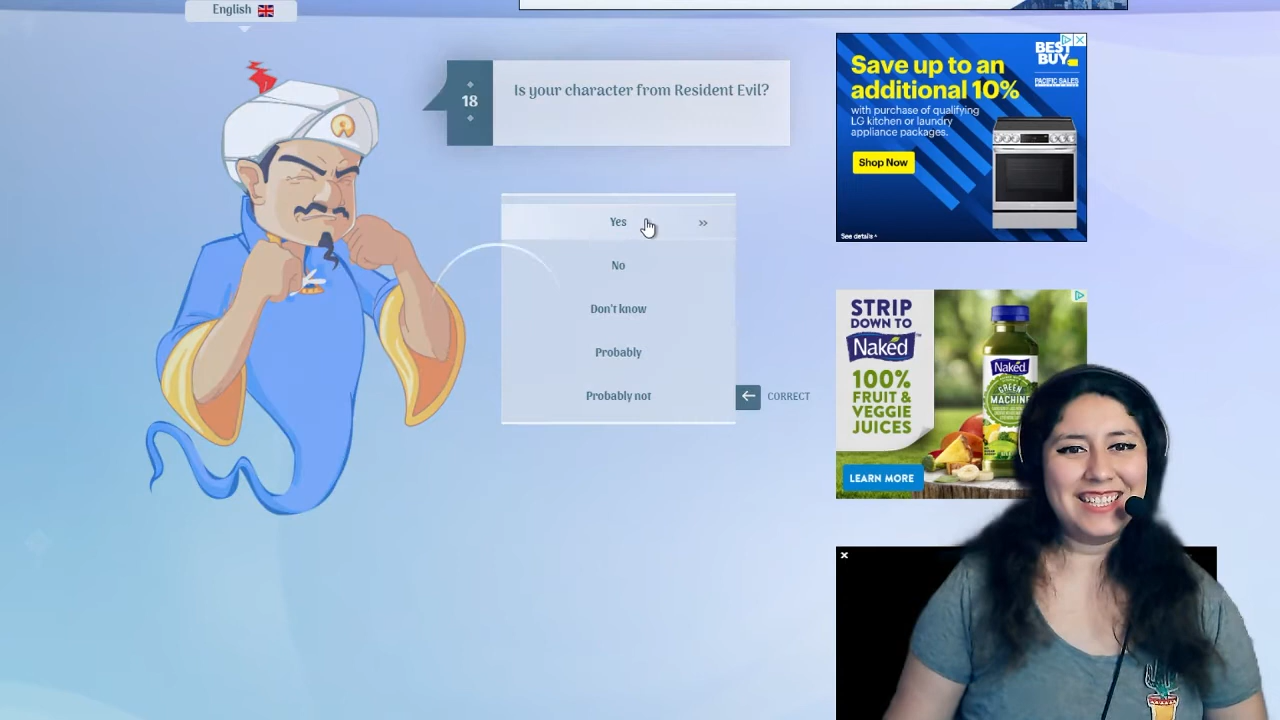 English
18
Is your character from Resident Evil?
Yes
No
Don't know
Probably
Probably not
CORRECT
BEST
BUY
PACIFIC SALES
Save up to an
additional 10%
with purchase of qualifying
LG kitchen or laundry
appliance packages.
Shop Now
See details ^
STRIP
DOWN TO
Naked
100%
FRUIT &
VEGGIE
JUICES
LEARN MORE
Naked
GREEN
MACHINE